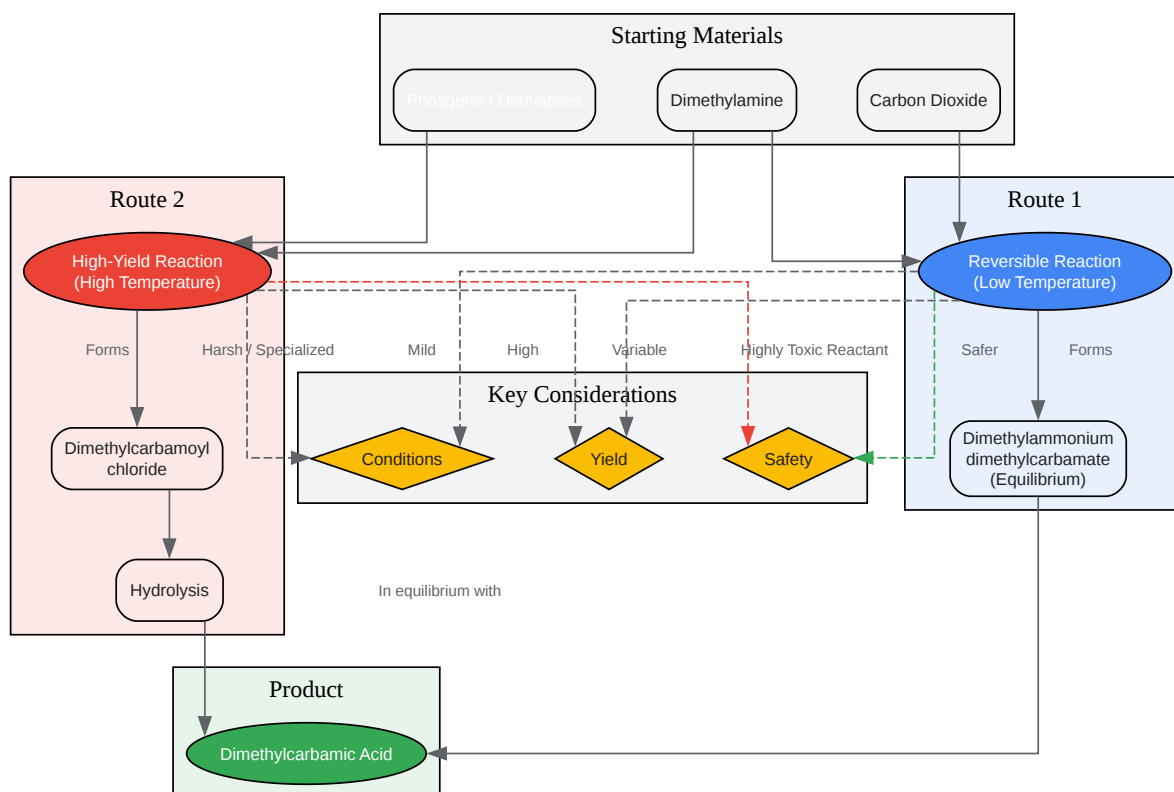 Starting Materials
Phosgene / Derivatives
Dimethylamine
Carbon Dioxide
Route 2
Route 1
High-Yield Reaction
(High Temperature)
Reversible Reaction
(Low Temperature)
Forms
Harsh / Specialized
Mild
High
Variable
Highly Toxic Reactant
Safer
Forms
Key Considerations
Dimethylcarbamoyl
chloride
Conditions
Yield
Safety
Dimethylammonium
dimethylcarbamate
(Equilibrium)
Hydrolysis
In equilibrium with
Product
Dimethylcarbamic Acid